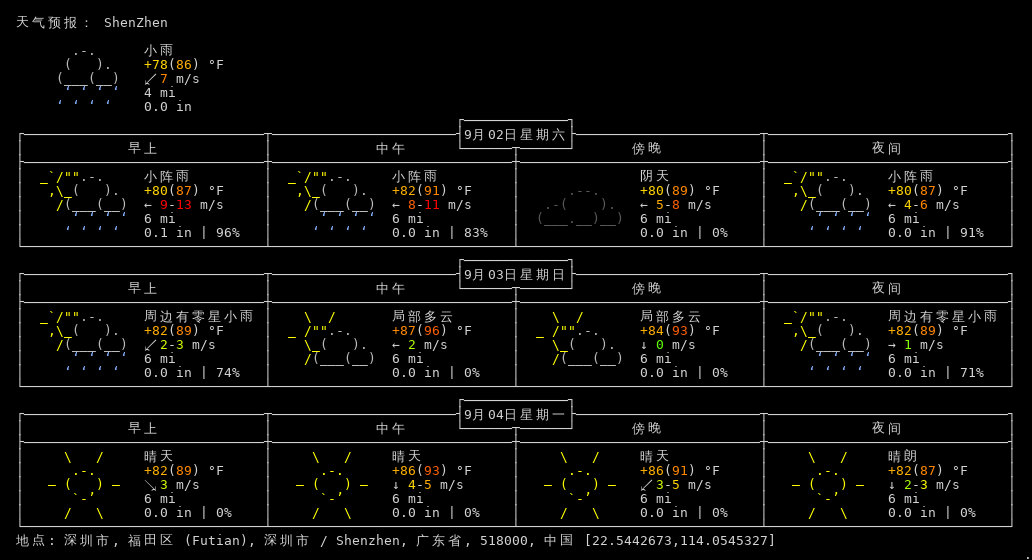 天气预报： ShenZhen
小雨
+78(86) °F
↙ 7 m/s
4 mi
0.0 in
9月02日星期六
早上 中午 傍晚 夜间
小阵雨 小阵雨 阴天 小阵雨
+80(87) °F +82(91) °F +80(89) °F +80(87) °F
← 9-13 m/s ← 8-11 m/s ← 5-8 m/s ← 4-6 m/s
6 mi 6 mi 6 mi 6 mi
0.1 in | 96% 0.0 in | 83% 0.0 in | 0% 0.0 in | 91%
9月03日星期日
早上 中午 傍晚 夜间
周边有零星小雨 局部多云 局部多云 周边有零星小雨
+82(89) °F +87(96) °F +84(93) °F +82(89) °F
↙ 2-3 m/s ← 2 m/s ↓ 0 m/s → 1 m/s
6 mi 6 mi 6 mi 6 mi
0.0 in | 74% 0.0 in | 0% 0.0 in | 0% 0.0 in | 71%
9月04日星期一
早上 中午 傍晚 夜间
晴天 晴天 晴天 晴朗
+82(89) °F +86(93) °F +86(91) °F +82(87) °F
↘ 3 m/s ↓ 4-5 m/s ↙ 3-5 m/s ↓ 2-3 m/s
6 mi 6 mi 6 mi 6 mi
0.0 in | 0% 0.0 in | 0% 0.0 in | 0% 0.0 in | 0%
地点: 深圳市, 福田区 (Futian), 深圳市 / Shenzhen, 广东省, 518000, 中国 [22.5442673,114.0545327]